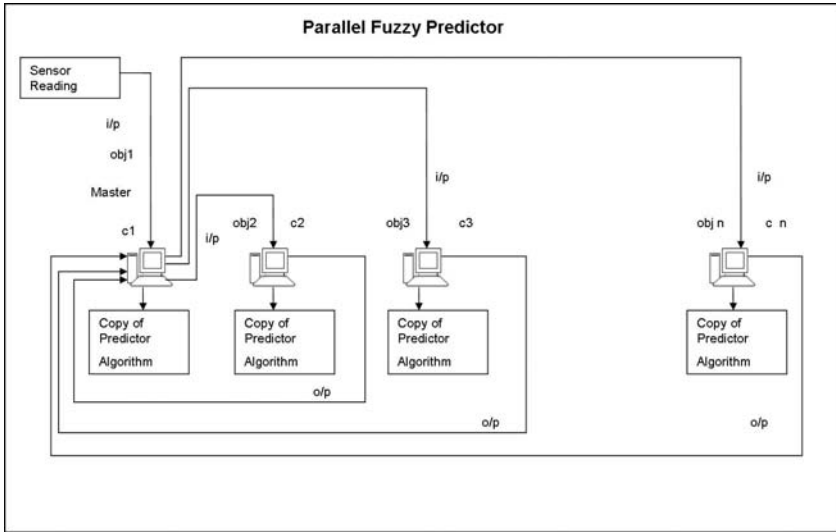 Parallel Fuzzy Predictor
Sensor
Reading
i/p
obj1
Master
c1
i/p
obj2
c2
i/p
obj3
c3
i/p
obj n
c n
Copy of
Predictor
Algorithm
Copy of
Predictor
Algorithm
Copy of
Predictor
Algorithm
Copy of
Predictor
Algorithm
o/p
o/p
o/p